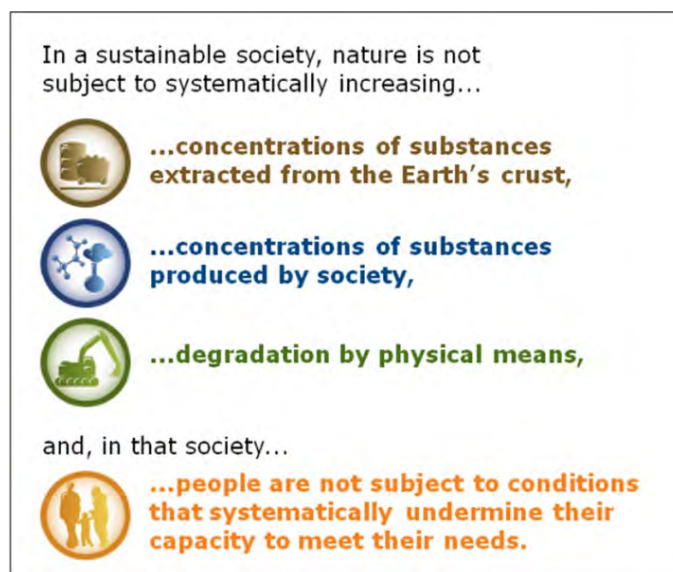 In a sustainable society, nature is not
subject to systematically increasing...
...concentrations of substances
extracted from the Earth's crust,
...concentrations of substances
produced by society,
...degradation by physical means,
and, in that society...
...people are not subject to conditions
that systematically undermine their
capacity to meet their needs.